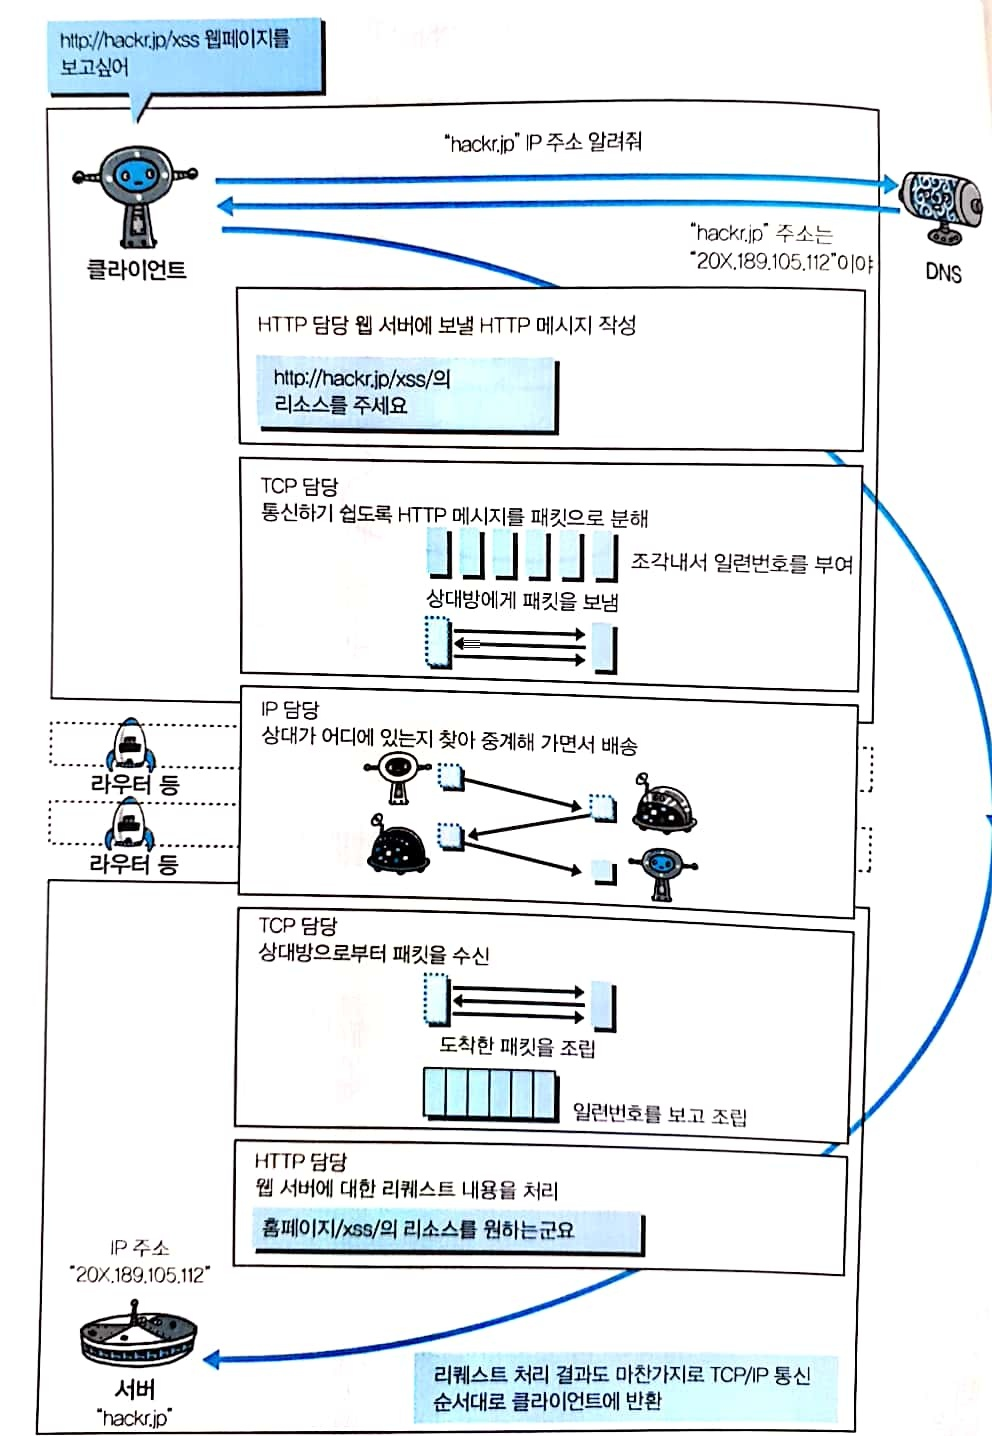 http://hackr.jp/xss 웹페이지를
보고싶어
"hackr.jp" IP 주소 알려줘
"hackr.jp" 주소는
"20X.189.105.112"이야
클라이언트
DNS
HTTP 담당 웹 서버에 보낼 HTTP 메시지 작성
http://hackr.jp/xss/의
리소스를 주세요
TCP 담당
통신하기 쉽도록 HTTP 메시지를 패킷으로 분해
조각내서 일련번호를 부여
상대방에게 패킷을 보냄
IP 담당
상대가 어디에 있는지 찾아 중계해 가면서 배송
라우터 등
라우터 등
TCP 담당
상대방으로부터 패킷을 수신
도착한 패킷을 조립
일련번호를 보고 조립
HTTP 담당
웹 서버에 대한 리퀘스트 내용을 처리
홈페이지/xss/의 리소스를 원하는군요
IP 주소
"20X.189.105.112"
서버
"hackr.jp"
리퀘스트 처리 결과도 마찬가지로 TCP/IP 통신
순서대로 클라이언트에 반환